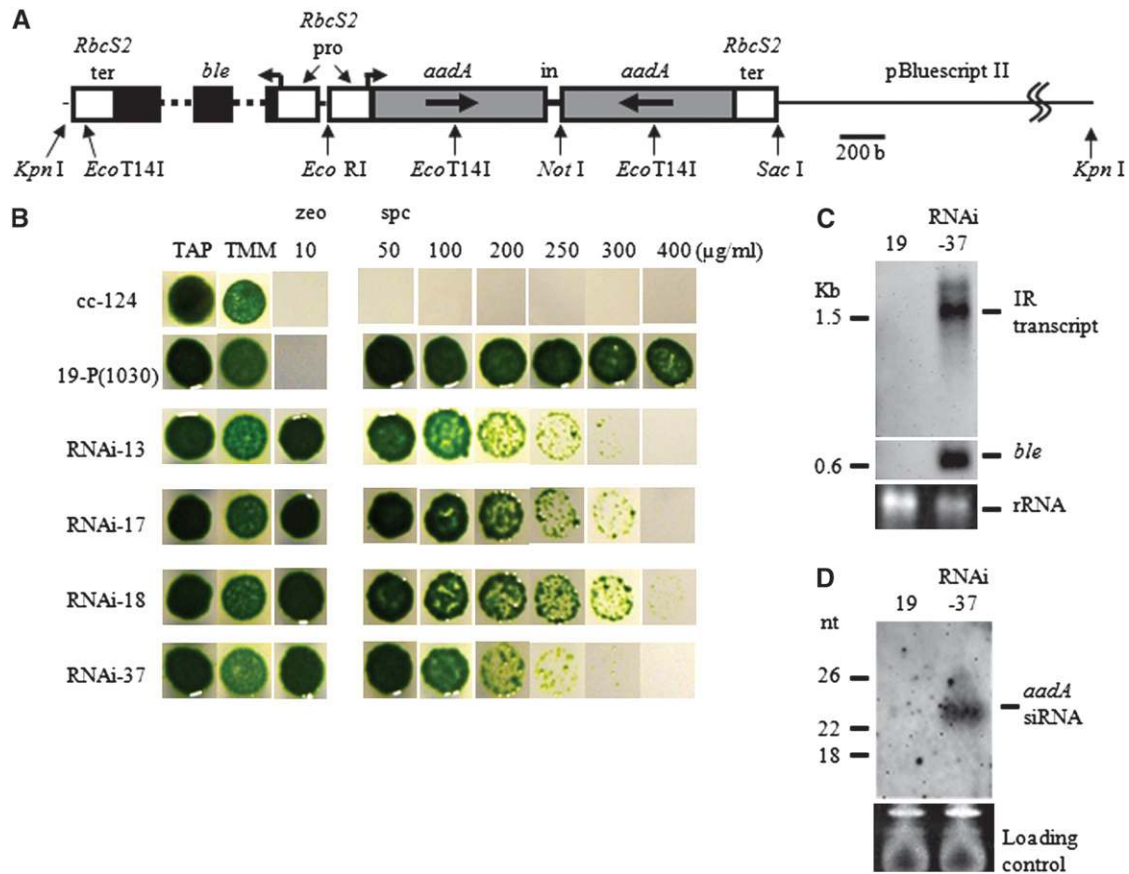 A
RbcS2
ter
ble
RbcS2
pro
aadA
in
aadA
RbcS2
ter
pBluescript II
200 b
Kpn I
EcoT14I
Eco RI
EcoT14I
Not I
EcoT14I
Sac I
Kpn I
B
zeo
spc
TAP TMM 10 50 100 200 250 300 400 (μg/ml)
cc-124
19-P(1030)
RNAi-13
RNAi-17
RNAi-18
RNAi-37
C
RNAi
19 -37
Kb
1.5
IR
transcript
0.6
ble
rRNA
D
RNAi
19 -37
nt
26
22
18
aadA
siRNA
Loading
control